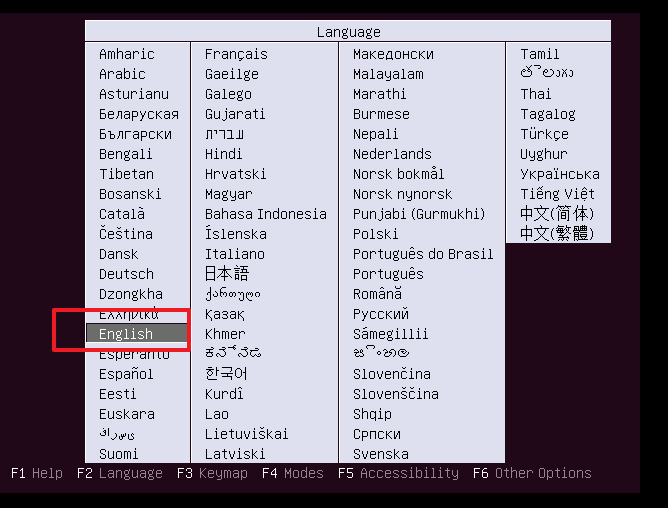 Language
Amharic
Arabic
Asturianu
Беларуская
Български
Bengali
Tibetan
Bosanski
Català
Čeština
Dansk
Deutsch
Dzongkha
Ελληνικά
English
Esperanto
Español
Eesti
Euskara
Suomi
Français
Gaeilge
Galego
Gujarati
עברית
Hindi
Hrvatski
Magyar
Bahasa Indonesia
Íslenska
Italiano
日本語
ქართული
Қазақ
Khmer
ಕನ್ನಡ
한국어
Kurdî
Lao
Lietuviškai
Latviski
Македонски
Malayalam
Marathi
Burmese
Nepali
Nederlands
Norsk bokmål
Norsk nynorsk
Punjabi (Gurmukhi)
Polski
Português do Brasil
Português
Română
Русский
Sámegillii
සිංහල
Slovenčina
Slovenščina
Shqip
Српски
Svenska
Tamil
తెలుగు
Thai
Tagalog
Türkçe
Uyghur
Українська
Tiếng Việt
中文(简体)
中文(繁體)
F1 Help F2 Language F3 Keymap F4 Modes F5 Accessibility F6 Other Options